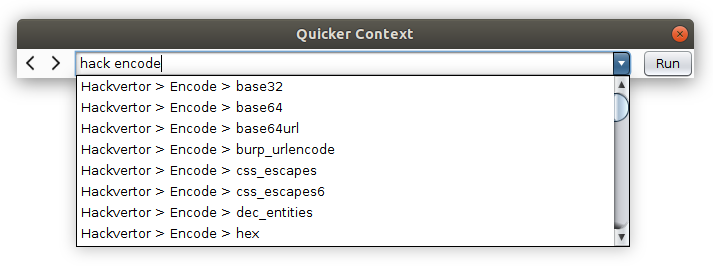 Quicker Context
hack encode
Run
Hackvertor > Encode > base32
Hackvertor > Encode > base64
Hackvertor > Encode > base64url
Hackvertor > Encode > burp_urlencode
Hackvertor > Encode > css_escapes
Hackvertor > Encode > css_escapes6
Hackvertor > Encode > dec_entities
Hackvertor > Encode > hex